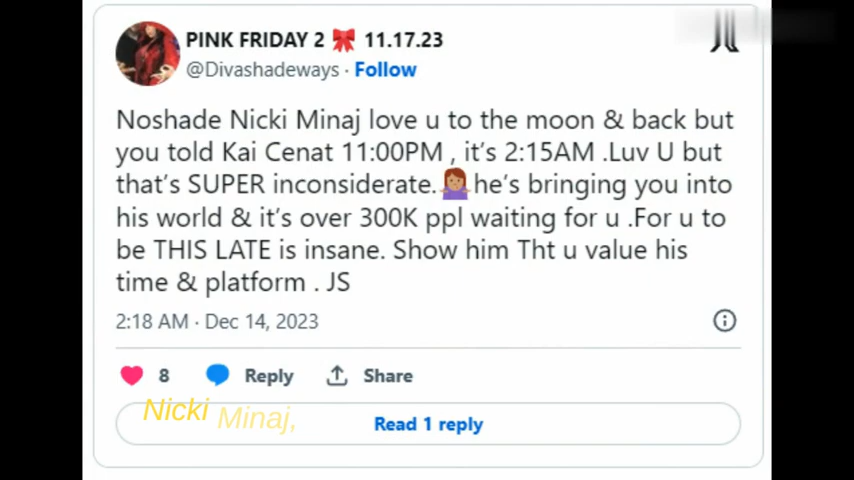 PINK FRIDAY 2 🎀 11.17.23
@Divashadeways · Follow
Noshade Nicki Minaj love u to the moon & back but
you told Kai Cenat 11:00PM , it's 2:15AM .Luv U but
that's SUPER inconsiderate.🤷🏽‍♀️he's bringing you into
his world & it's over 300K ppl waiting for u .For u to
be THIS LATE is insane. Show him Tht u value his
time & platform . JS
2:18 AM · Dec 14, 2023
8 Reply Share
Nicki Minaj,
Read 1 reply